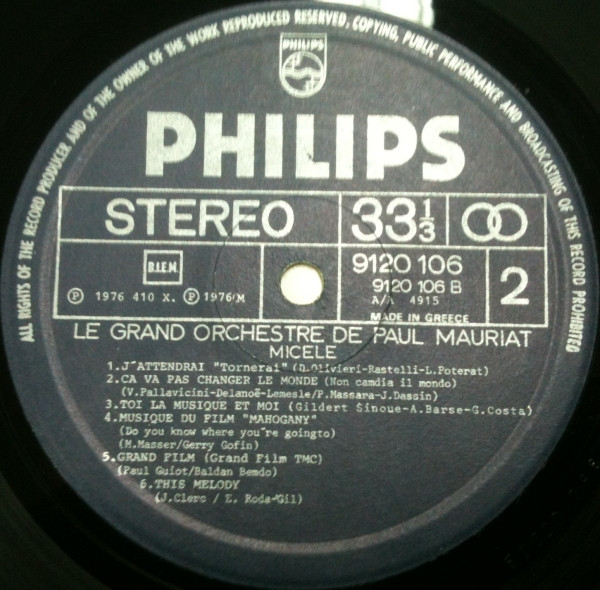 ALL RIGHTS OF THE RECORD PRODUCER AND OF THE OWNER OF THE WORK REPRODUCED RESERVED, COPYING, PUBLIC PERFORMANCE AND BROADCASTING OF THIS RECORD PROHIBITED
PHILIPS
PHILIPS
STEREO
33 1/3
B.I.E.M.
9120 106
9120 106 B
2
Ⓟ 1976 410 X. Ⓟ 1976/M
A/A 4915
MADE IN GREECE
LE GRAND ORCHESTRE DE PAUL MAURIAT
MICELE
1.J´ATTENDRAI "Tornerai" (D.Olivieri-Rastelli-L.Poterat)
2.CA VA PAS CHANGER LE MONDE (Non camdia il mondo)
(V.Pallavicini-Delanoë-Lemesle/P.Massara-J.Dassin)
3.TOI LA MUSIQUE ET MOI (Gildert Sinoue-A.Barse-G.Costa)
4.MUSIQUE DU FILM "MAHOGANY"
(Do you know where you´re goingto)
(M.Masser/Gerry Gofin)
5.GRAND FILM (Grand Film TMC)
(Paul Guiot/Baldan Bemdo)
6.THIS MELODY
(J.Clerc / E. Roda-Gil)